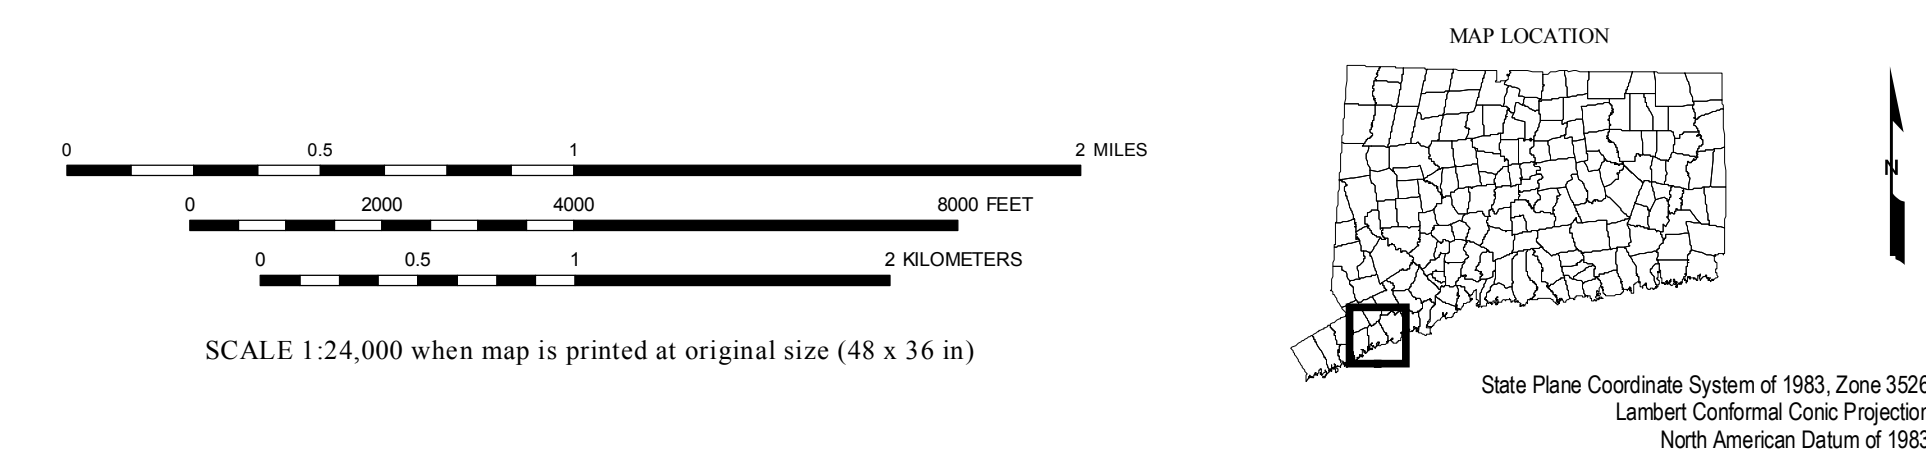 0 0.5 1 2 MILES
0 2000 4000 8000 FEET
0 0.5 1 2 KILOMETERS
SCALE 1:24,000 when map is printed at original size (48 x 36 in)
MAP LOCATION
N
State Plane Coordinate System of 1983, Zone 3526
Lambert Conformal Conic Projection
North American Datum of 1983